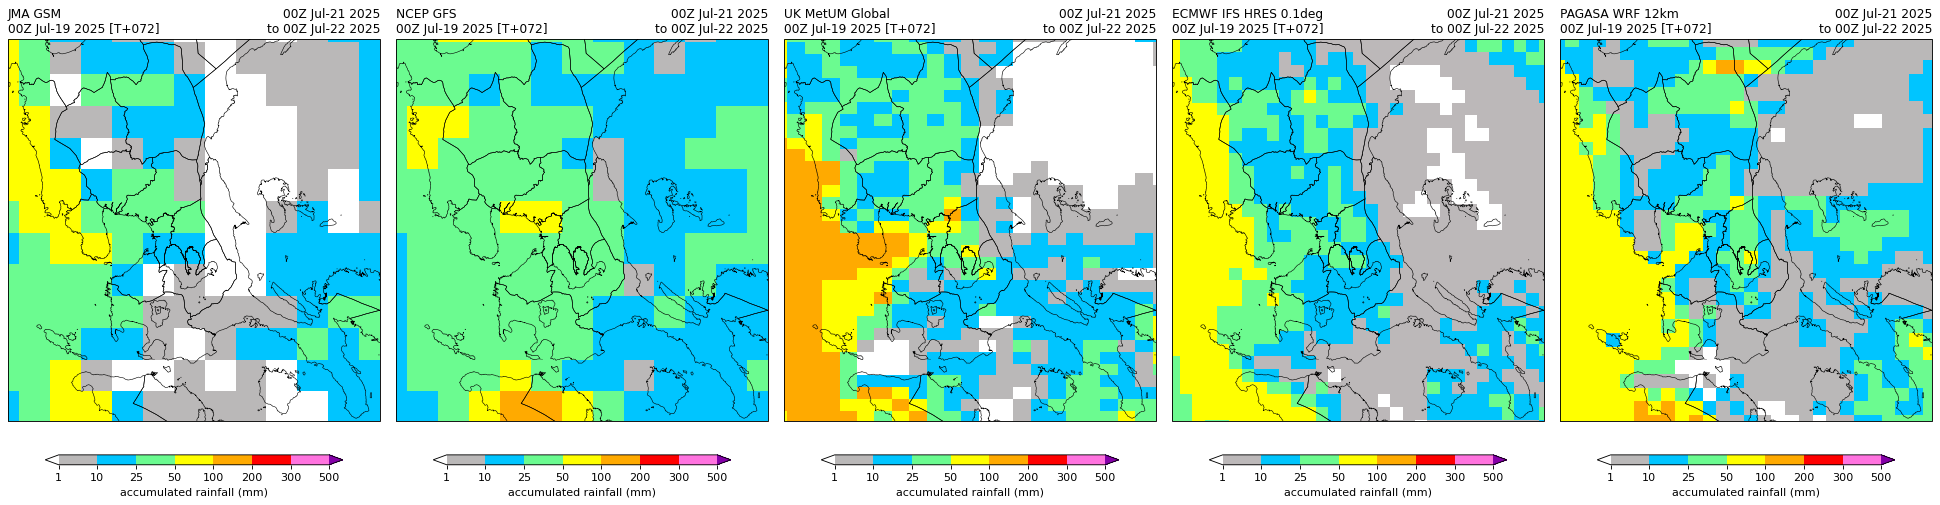 JMA GSM 00Z Jul-21 2025
00Z Jul-19 2025 [T+072] to 00Z Jul-22 2025
1 10 25 50 100 200 300 500
accumulated rainfall (mm)
NCEP GFS 00Z Jul-21 2025
00Z Jul-19 2025 [T+072] to 00Z Jul-22 2025
1 10 25 50 100 200 300 500
accumulated rainfall (mm)
UK MetUM Global 00Z Jul-21 2025
00Z Jul-19 2025 [T+072] to 00Z Jul-22 2025
1 10 25 50 100 200 300 500
accumulated rainfall (mm)
ECMWF IFS HRES 0.1deg 00Z Jul-21 2025
00Z Jul-19 2025 [T+072] to 00Z Jul-22 2025
1 10 25 50 100 200 300 500
accumulated rainfall (mm)
PAGASA WRF 12km 00Z Jul-21 2025
00Z Jul-19 2025 [T+072] to 00Z Jul-22 2025
1 10 25 50 100 200 300 500
accumulated rainfall (mm)